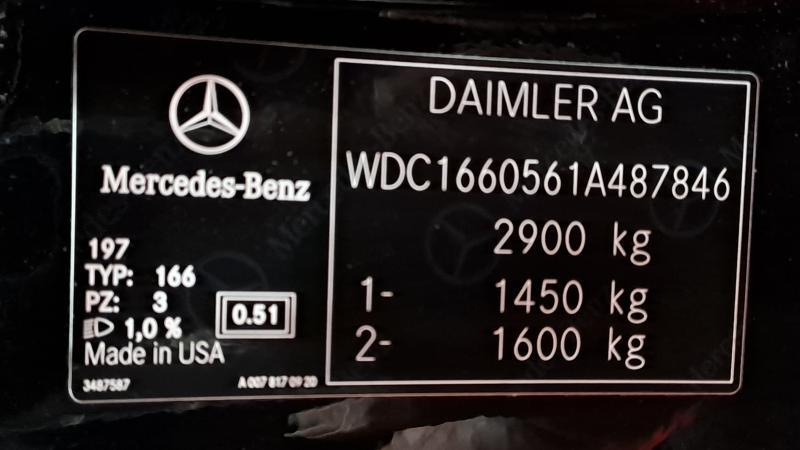 Mercedes-Benz
197
TYP: 166
PZ: 3
1,0 %
0.51
Made in USA
3487587
A 007 817 09 20
DAIMLER AG
WDC1660561A487846
2900 kg
1- 1450 kg
2- 1600 kg